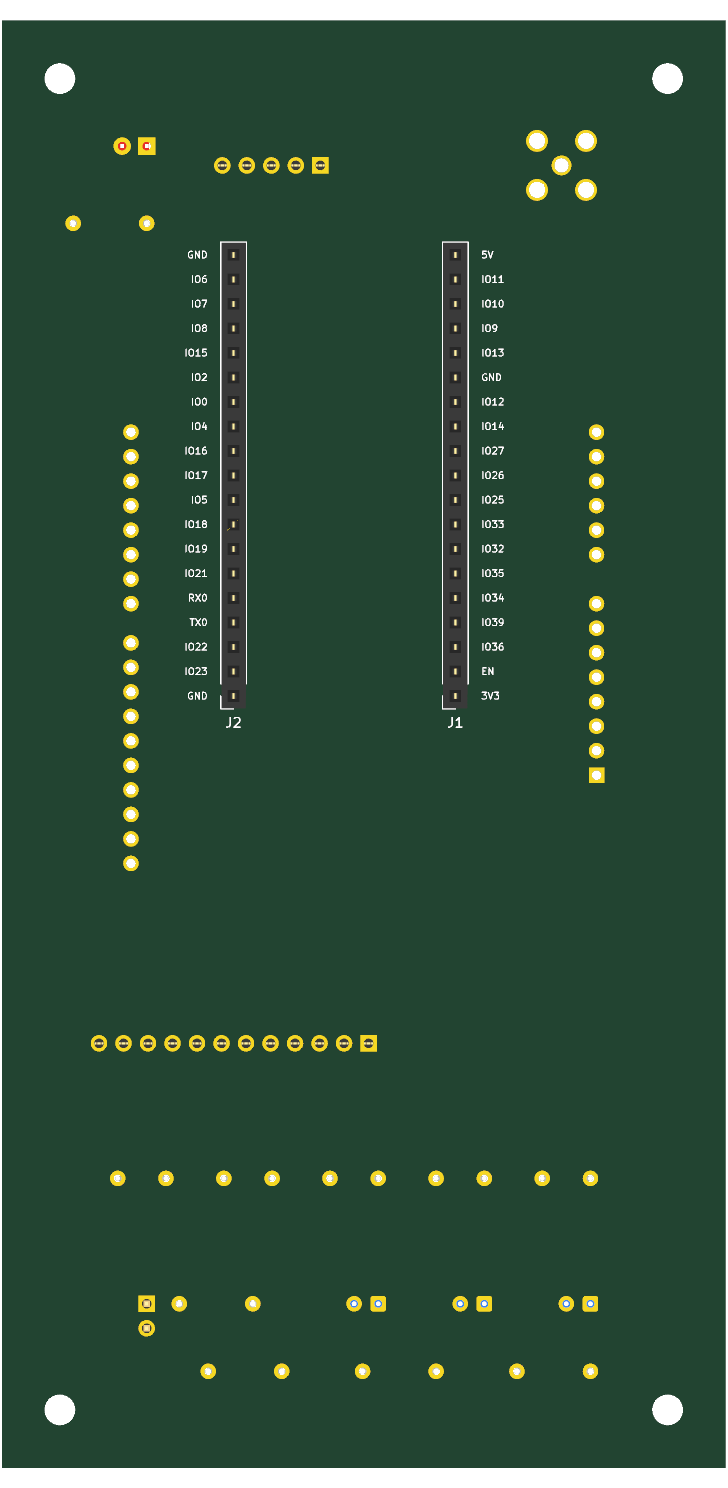 GND 5V
IO6 IO11
IO7 IO10
IO8 IO9
IO15 IO13
IO2 GND
IO0 IO12
IO4 IO14
IO16 IO27
IO17 IO26
IO5 IO25
IO18 IO33
IO19 IO32
IO21 IO35
RX0 IO34
TX0 IO39
IO22 IO36
IO23 EN
GND 3V3
J2 J1